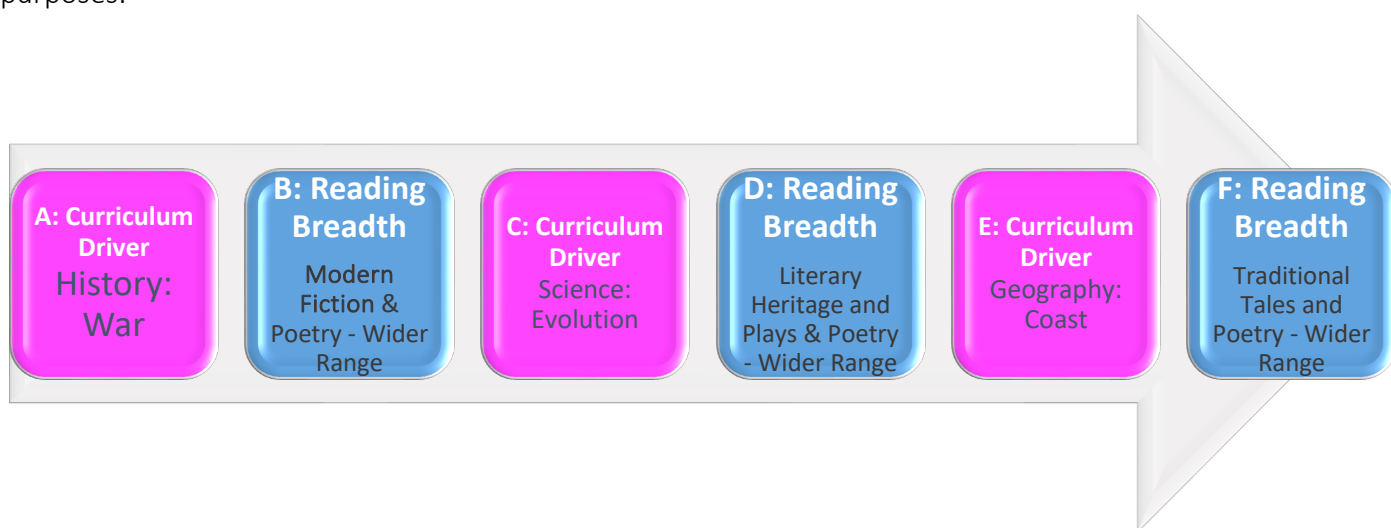 purposes.
A: Curriculum
Driver
History:
War
B: Reading
Breadth
Modern
Fiction &
Poetry - Wider
Range
C: Curriculum
Driver
Science:
Evolution
D: Reading
Breadth
Literary
Heritage and
Plays & Poetry
- Wider Range
E: Curriculum
Driver
Geography:
Coast
F: Reading
Breadth
Traditional
Tales and
Poetry - Wider
Range